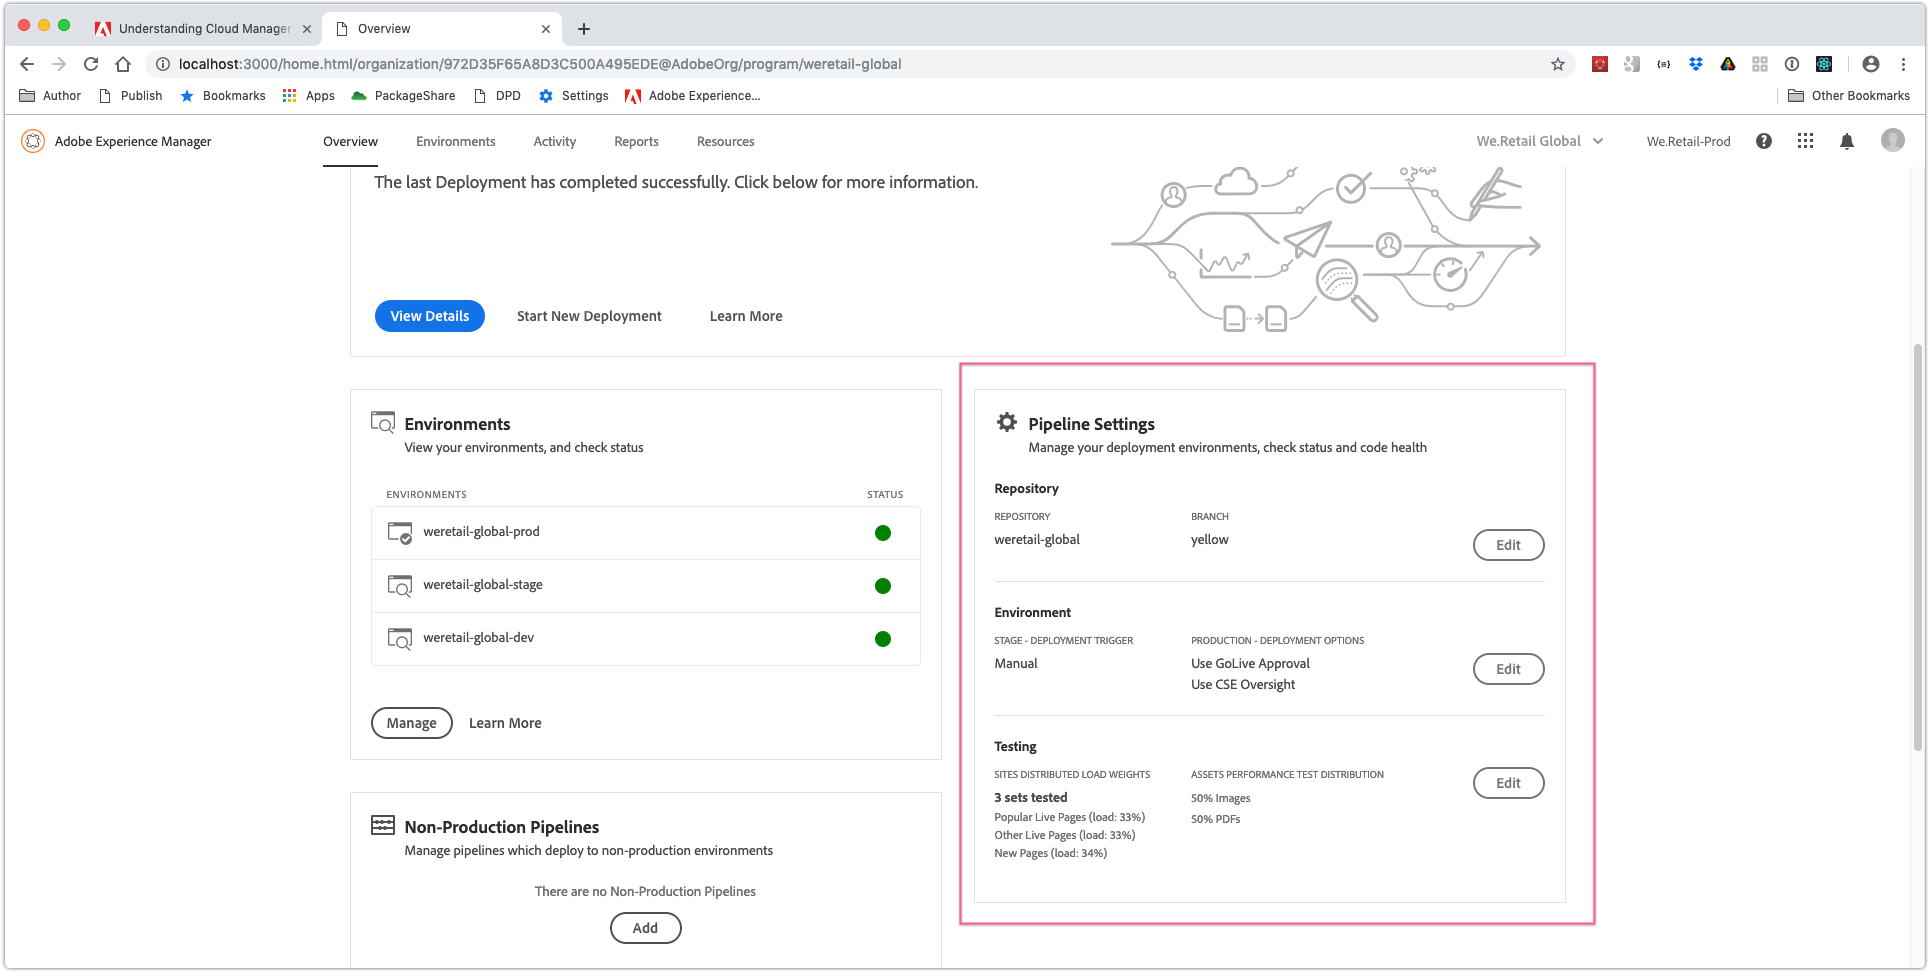 Understanding Cloud Manager
Overview
localhost:3000/home.html/organization/972D35F65A8D3C500A495EDE@AdobeOrg/program/weretail-global
Author
Publish
Bookmarks
Apps
PackageShare
DPD
Settings
Adobe Experience...
Other Bookmarks
Adobe Experience Manager
Overview
Environments
Activity
Reports
Resources
We.Retail Global
We.Retail-Prod
The last Deployment has completed successfully. Click below for more information.
View Details
Start New Deployment
Learn More
Environments
View your environments, and check status
ENVIRONMENTS
STATUS
weretail-global-prod
weretail-global-stage
weretail-global-dev
Manage
Learn More
Non-Production Pipelines
Manage pipelines which deploy to non-production environments
There are no Non-Production Pipelines
Add
Pipeline Settings
Manage your deployment environments, check status and code health
Repository
REPOSITORY
BRANCH
weretail-global
yellow
Edit
Environment
STAGE - DEPLOYMENT TRIGGER
PRODUCTION - DEPLOYMENT OPTIONS
Manual
Use GoLive Approval
Use CSE Oversight
Edit
Testing
SITES DISTRIBUTED LOAD WEIGHTS
ASSETS PERFORMANCE TEST DISTRIBUTION
3 sets tested
50% Images
Popular Live Pages (load: 33%)
50% PDFs
Other Live Pages (load: 33%)
New Pages (load: 34%)
Edit